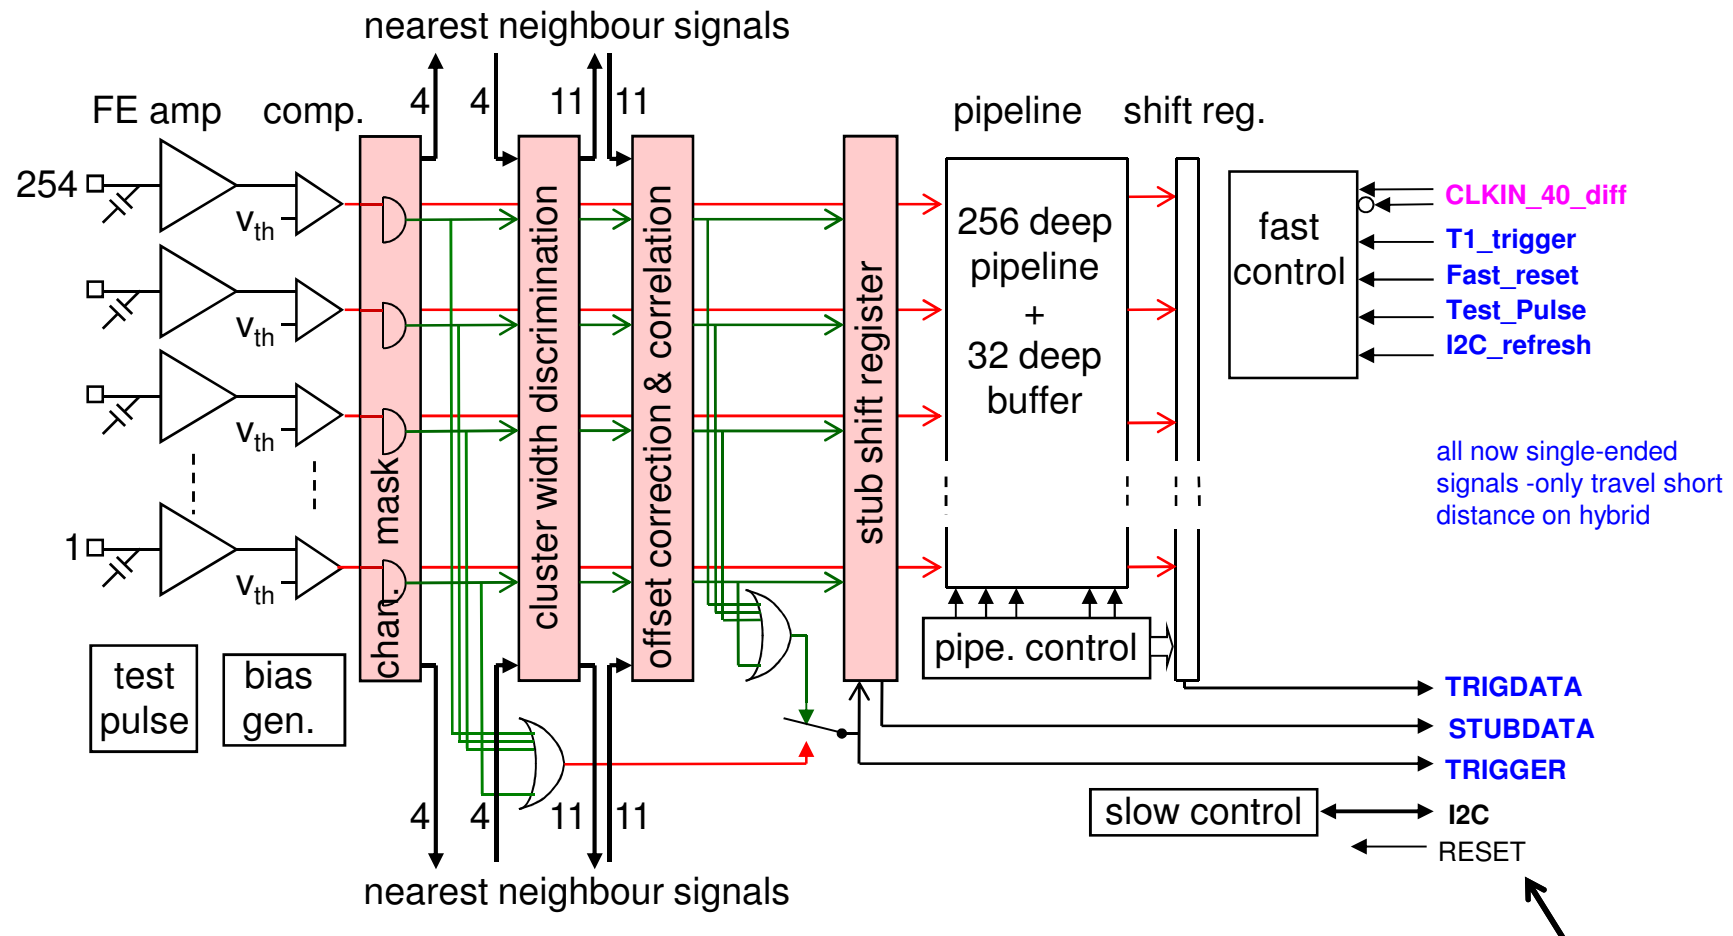 nearest neighbour signals
4 4 11 11
FE amp comp. pipeline shift reg.
254
vth
vth
vth
1
vth
chan. mask
cluster width discrimination
offset correction & correlation
stub shift register
256 deep
pipeline
+
32 deep
buffer
fast
control
CLKIN_40_diff
T1_trigger
Fast_reset
Test_Pulse
I2C_refresh
all now single-ended
signals -only travel short
distance on hybrid
test
pulse
bias
gen.
pipe. control
TRIGDATA
STUBDATA
TRIGGER
slow control
I2C
RESET
4 4 11 11
nearest neighbour signals